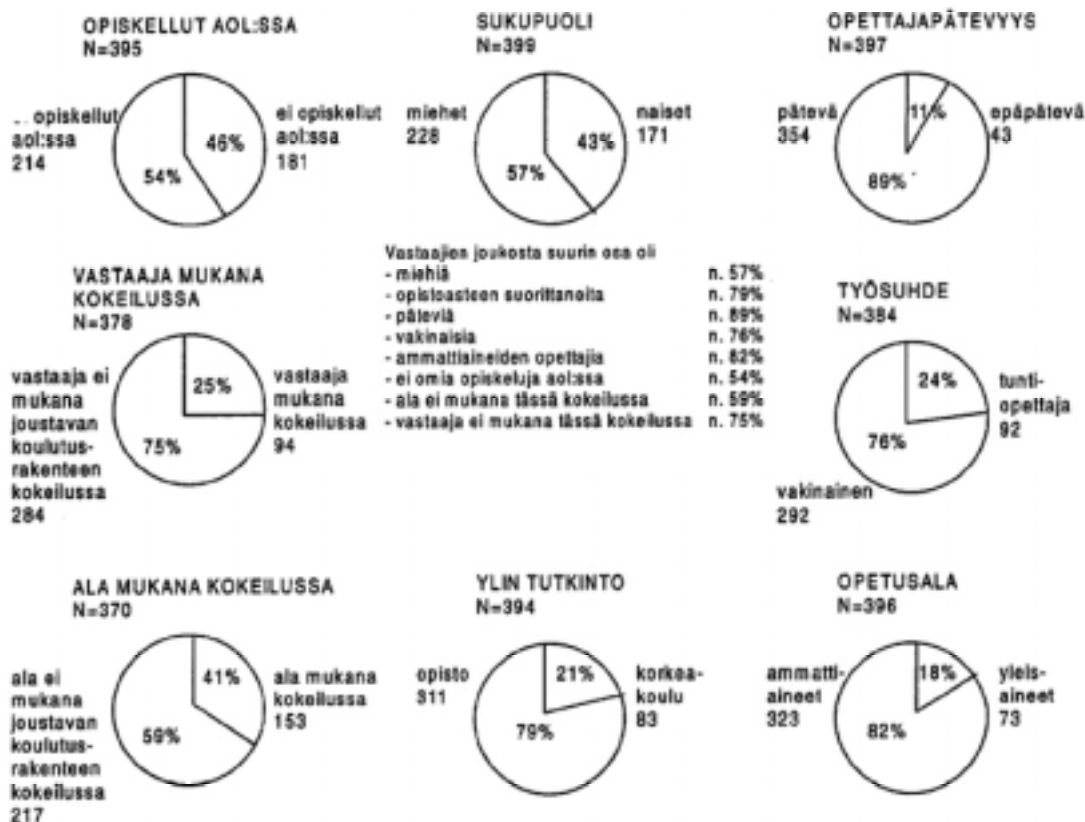 OPISKELLUT AOL:SSA
N=395
opiskellut
aol:ssa
214
54%
46%
ei opiskellut
aol:ssa
181
SUKUPUOLI
N=399
miehet
228
57%
43%
naiset
171
OPETTAJAPÄTEVYYS
N=397
pätevä
354
89%
11%
epäpätevä
43
VASTAAJA MUKANA
KOKEILUSSA
N=378
vastaaja ei
mukana
joustavan
koulutus-
rakenteen
kokeilussa
284
75%
25%
vastaaja
mukana
kokeilussa
94
Vastaajien joukosta suurin osa oli
- miehiä n. 57%
- opistoasteen suorittaneita n. 79%
- päteviä n. 89%
- vakinaisia n. 76%
- ammattiaineiden opettajia n. 82%
- ei omia opiskeluja aol:ssa n. 54%
- ala ei mukana tässä kokeilussa n. 59%
- vastaaja ei mukana tässä kokeilussa n. 75%
TYÖSUHDE
N=384
24%
76%
tunti-
opettaja
92
vakinainen
292
ALA MUKANA KOKEILUSSA
N=370
ala ei
mukana
joustavan
koulutus-
rakenteen
kokeilussa
217
59%
41%
ala mukana
kokeilussa
153
YLIN TUTKINTO
N=394
opisto
311
79%
21%
korkea-
koulu
83
OPETUSALA
N=396
ammatti-
aineet
323
82%
18%
yleis-
aineet
73